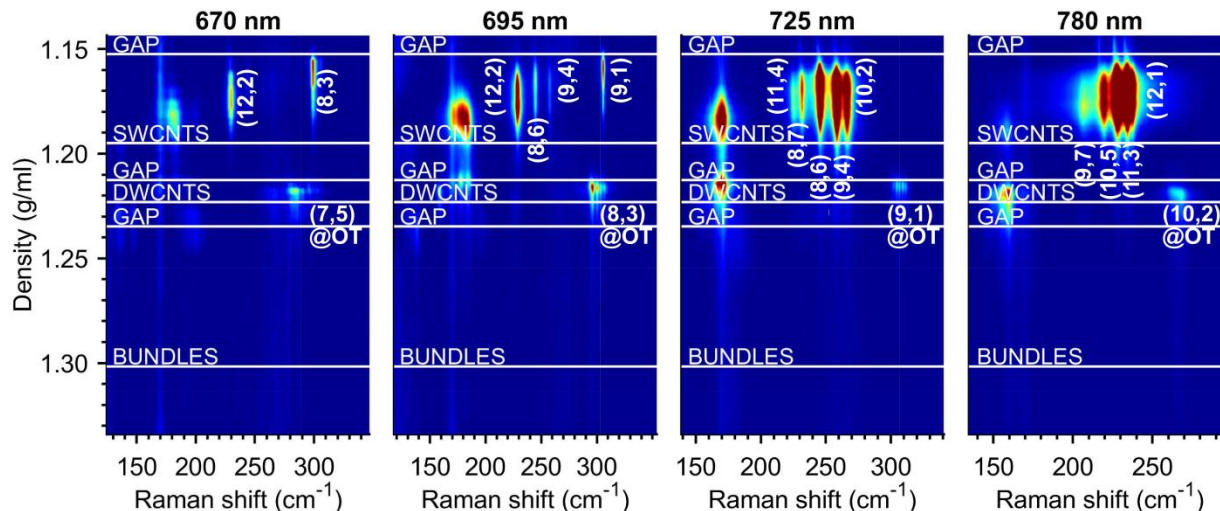 670 nm
695 nm
725 nm
780 nm
Density (g/ml)
1.15
1.20
1.25
1.30
GAP
SWCNTS
GAP
DWCNTS
GAP
BUNDLES
(12,2)
(8,3)
(7,5)
@OT
150 200 250 300
Raman shift (cm⁻¹)
GAP
SWCNTS
GAP
DWCNTS
GAP
BUNDLES
(12,2)
(8,6)
(9,4)
(9,1)
(8,3)
@OT
150 200 250 300
Raman shift (cm⁻¹)
GAP
SWCNTS
GAP
DWCNTS
GAP
BUNDLES
(11,4)
(8,7)
(8,6)
(9,4)
(10,2)
(9,1)
@OT
150 200 250 300
Raman shift (cm⁻¹)
GAP
SWCNTS
GAP
DWCNTS
GAP
BUNDLES
(9,7)
(10,5)
(11,3)
(12,1)
(10,2)
@OT
150 200 250
Raman shift (cm⁻¹)